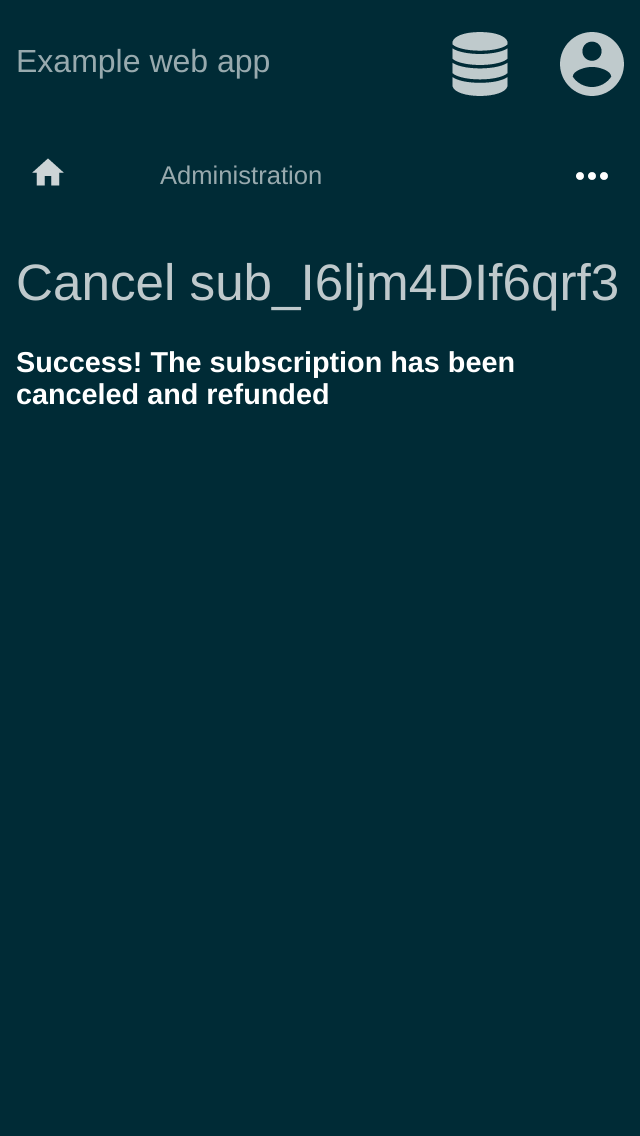 Example web app
Administration
Cancel sub_I6ljm4DIf6qrf3
Success! The subscription has been
canceled and refunded